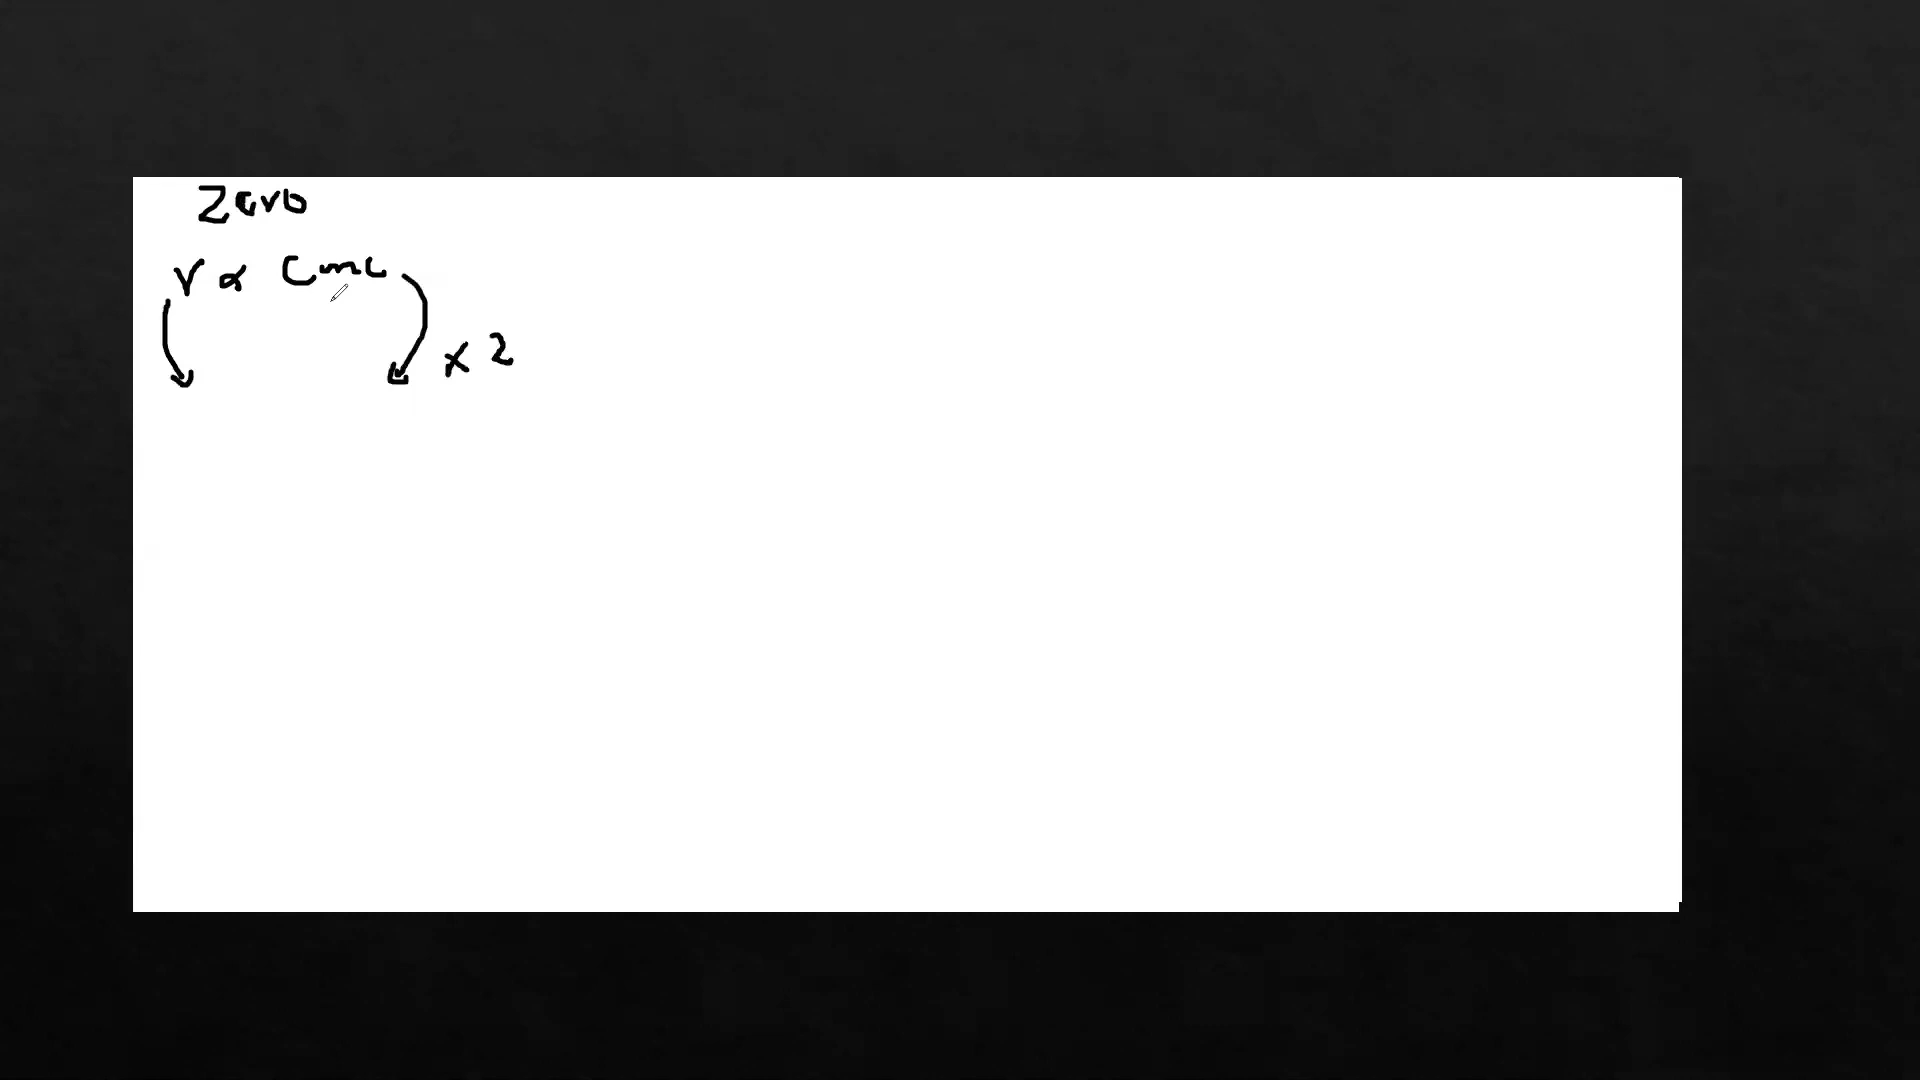 Zero
r α Conc
x 2